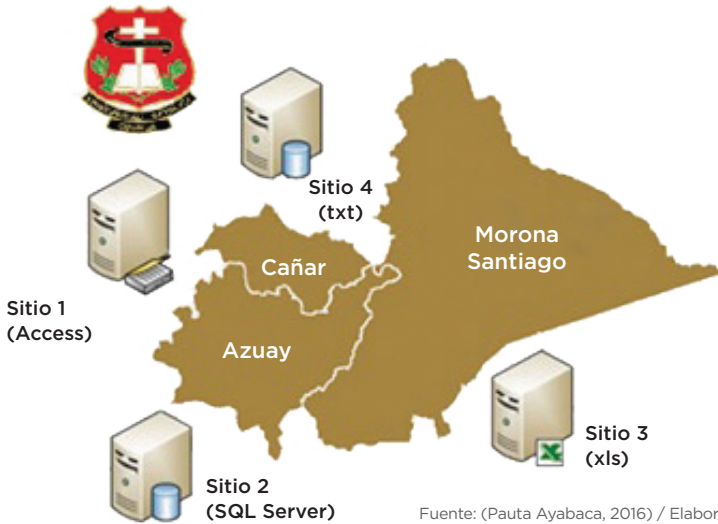 Sitio 4
(txt)
Morona
Santiago
Cañar
Sitio 1
(Access)
Azuay
Sitio 3
(xls)
Sitio 2
(SQL Server)
Fuente: (Pauta Ayabaca, 2016) / Elabor